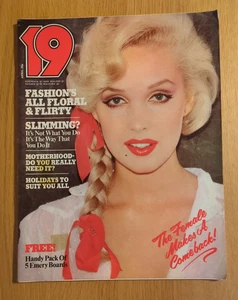 19
FASHION'S
ALL FLORAL
& FLIRTY
SLIMMING?
It's Not What You Do
It's The Way That
You Do It
MOTHERHOOD-
DO YOU REALLY
NEED IT?
HOLIDAYS TO
SUIT YOU ALL
The Female
Makes A
Comeback!
FREE!
Handy Pack Of
5 Emery Boards